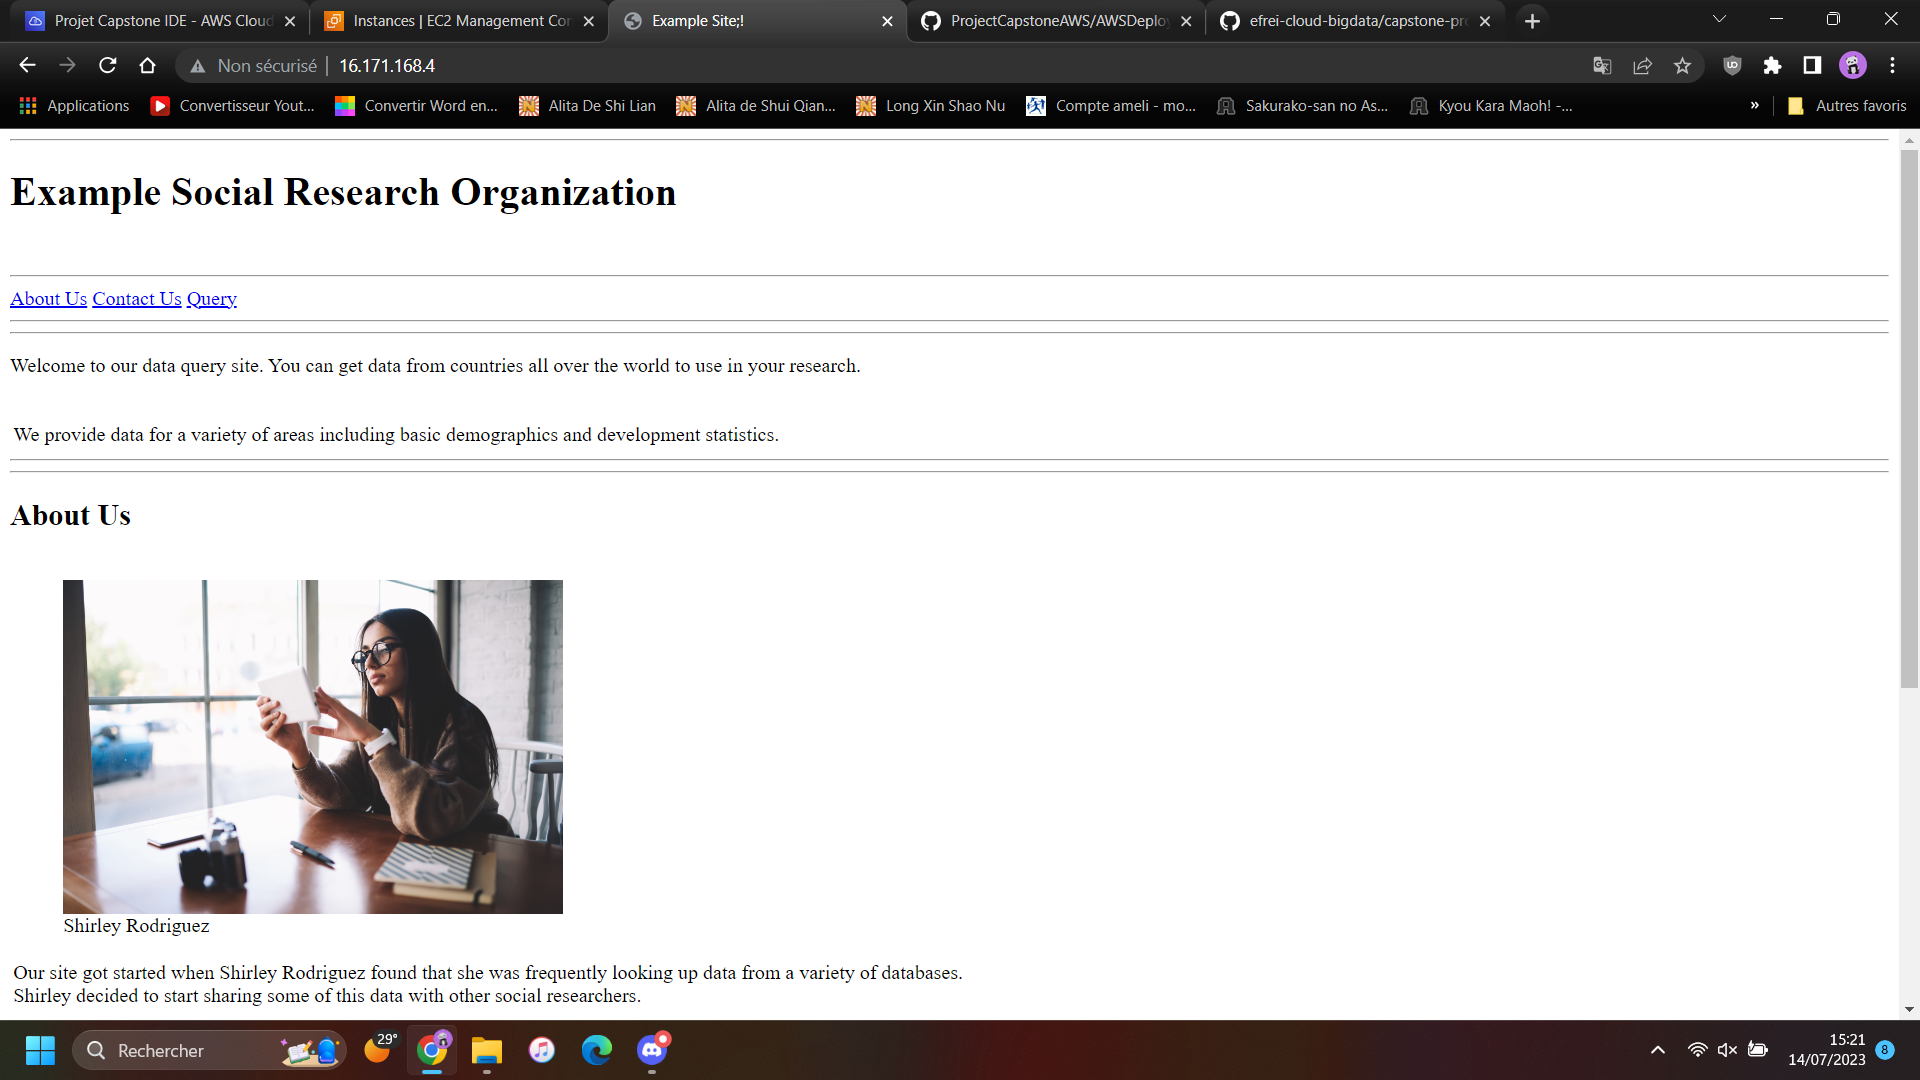 Projet Capstone IDE - AWS Cloud
Instances | EC2 Management Con
Example Site;!
ProjectCapstoneAWS/AWSDeploy
efrei-cloud-bigdata/capstone-pro
Non sécurisé | 16.171.168.4
Applications
Convertisseur Yout...
Convertir Word en...
Alita De Shi Lian
Alita de Shui Qian...
Long Xin Shao Nu
Compte ameli - mo...
Sakurako-san no As...
Kyou Kara Maoh! -...
»
Autres favoris
Example Social Research Organization
About Us Contact Us Query
Welcome to our data query site. You can get data from countries all over the world to use in your research.
We provide data for a variety of areas including basic demographics and development statistics.
About Us
Shirley Rodriguez
Our site got started when Shirley Rodriguez found that she was frequently looking up data from a variety of databases.
Shirley decided to start sharing some of this data with other social researchers.
Rechercher
29°
15:21
14/07/2023
8